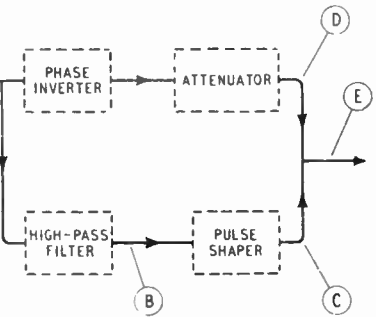 D
PHASE
INVERTER
ATTENUATOR
E
HIGH-PASS
FILTER
PULSE
SHAPER
B
C